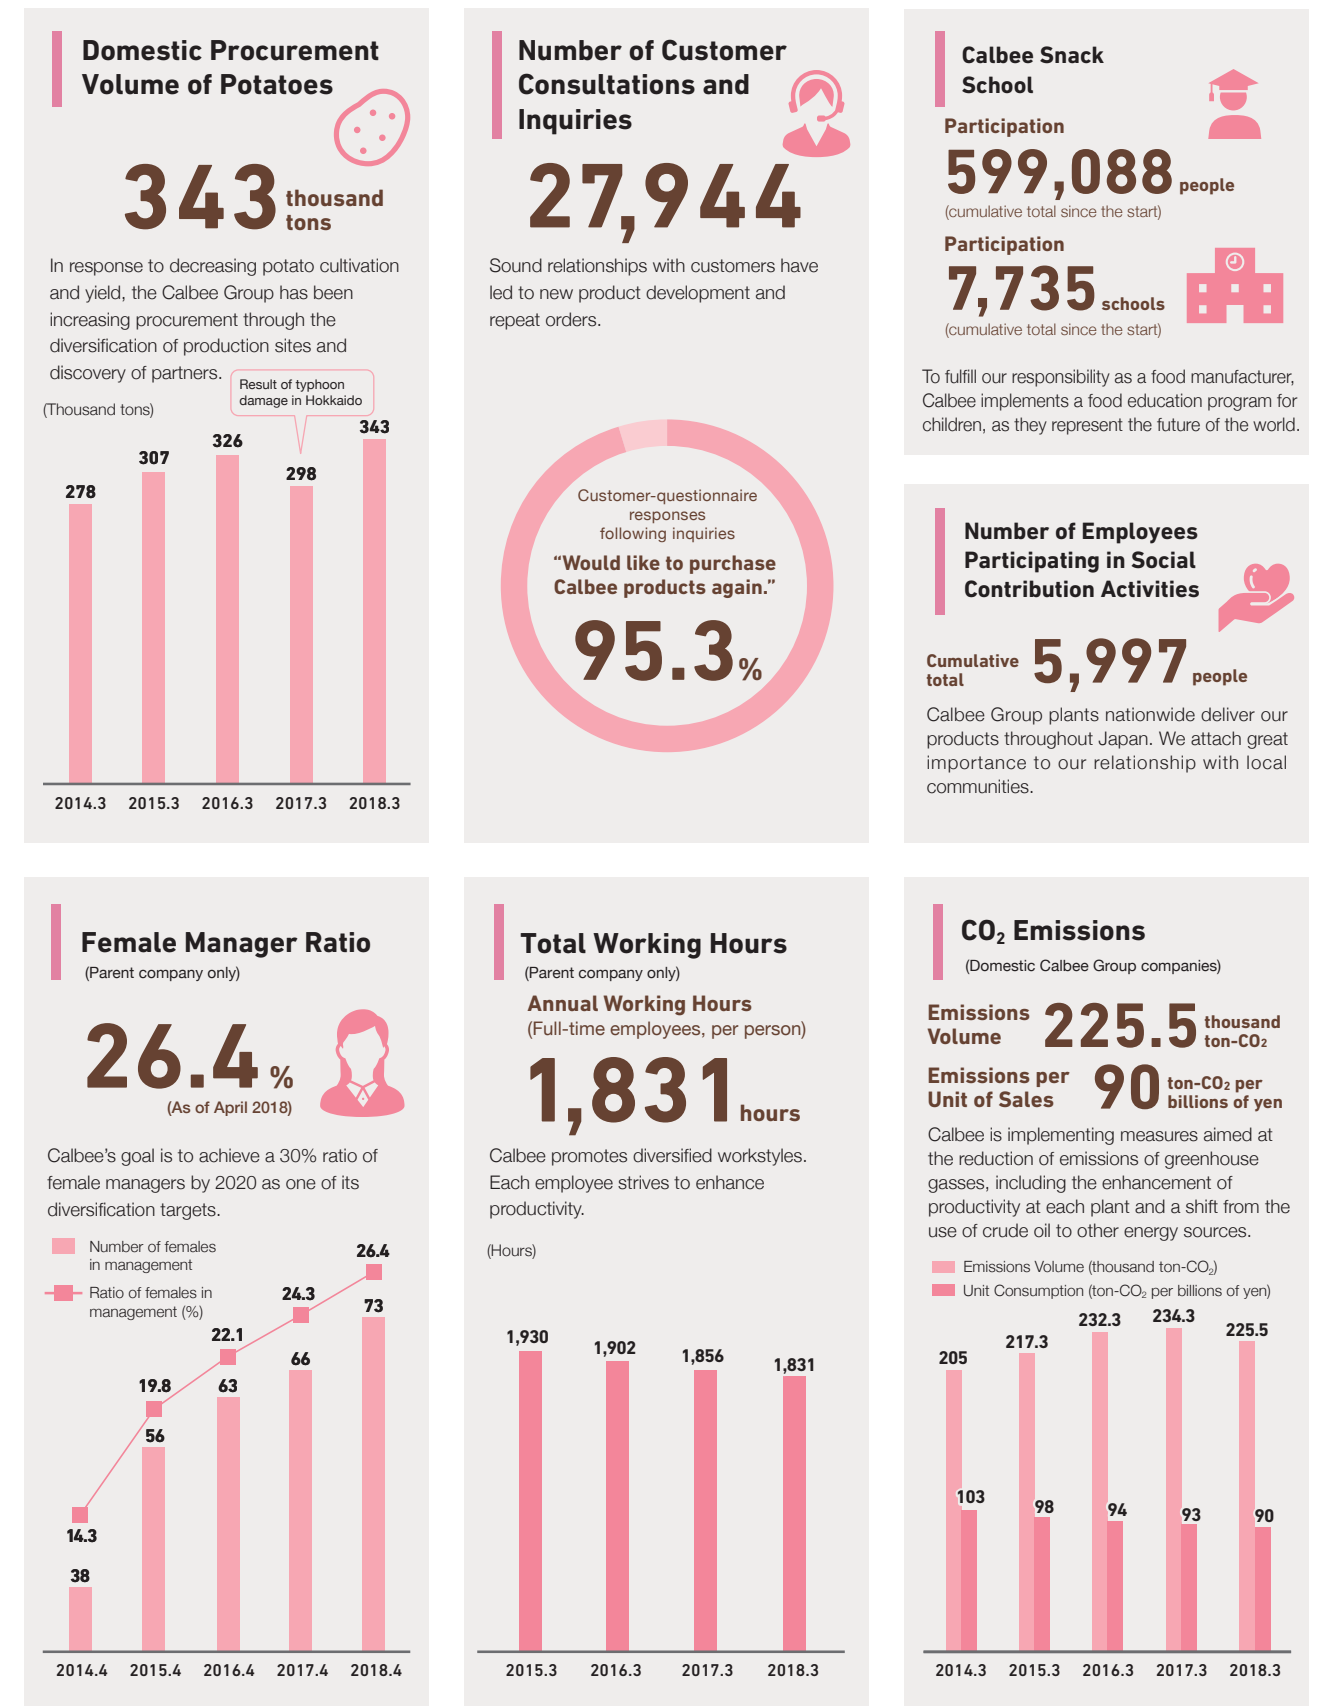 Domestic Procurement
Volume of Potatoes
343 thousand
tons
In response to decreasing potato cultivation
and yield, the Calbee Group has been
increasing procurement through the
diversification of production sites and
discovery of partners.
Result of typhoon
damage in Hokkaido
(Thousand tons)
278
307
326
298
343
2014.3 2015.3 2016.3 2017.3 2018.3
Number of Customer
Consultations and
Inquiries
27,944
Sound relationships with customers have
led to new product development and
repeat orders.
Customer-questionnaire
responses
following inquiries
“Would like to purchase
Calbee products again.”
95.3%
Calbee Snack
School
Participation
599,088 people
(cumulative total since the start)
Participation
7,735 schools
(cumulative total since the start)
To fulfill our responsibility as a food manufacturer,
Calbee implements a food education program for
children, as they represent the future of the world.
Number of Employees
Participating in Social
Contribution Activities
Cumulative
total
5,997 people
Calbee Group plants nationwide deliver our
products throughout Japan. We attach great
importance to our relationship with local
communities.
Female Manager Ratio
(Parent company only)
26.4 %
(As of April 2018)
Calbee’s goal is to achieve a 30% ratio of
female managers by 2020 as one of its
diversification targets.
Number of females
in management
Ratio of females in
management (%)
14.3
19.8
22.1
24.3
26.4
38
56
63
66
73
2014.4 2015.4 2016.4 2017.4 2018.4
Total Working Hours
(Parent company only)
Annual Working Hours
(Full-time employees, per person)
1,831 hours
Calbee promotes diversified workstyles.
Each employee strives to enhance
productivity.
(Hours)
1,930
1,902
1,856
1,831
2015.3 2016.3 2017.3 2018.3
CO₂ Emissions
(Domestic Calbee Group companies)
Emissions
Volume
225.5 thousand
ton-CO₂
Emissions per
Unit of Sales
90 ton-CO₂ per
billions of yen
Calbee is implementing measures aimed at
the reduction of emissions of greenhouse
gasses, including the enhancement of
productivity at each plant and a shift from the
use of crude oil to other energy sources.
Emissions Volume (thousand ton-CO₂)
Unit Consumption (ton-CO₂ per billions of yen)
205
217.3
232.3
234.3
225.5
103
98
94
93
90
2014.3 2015.3 2016.3 2017.3 2018.3